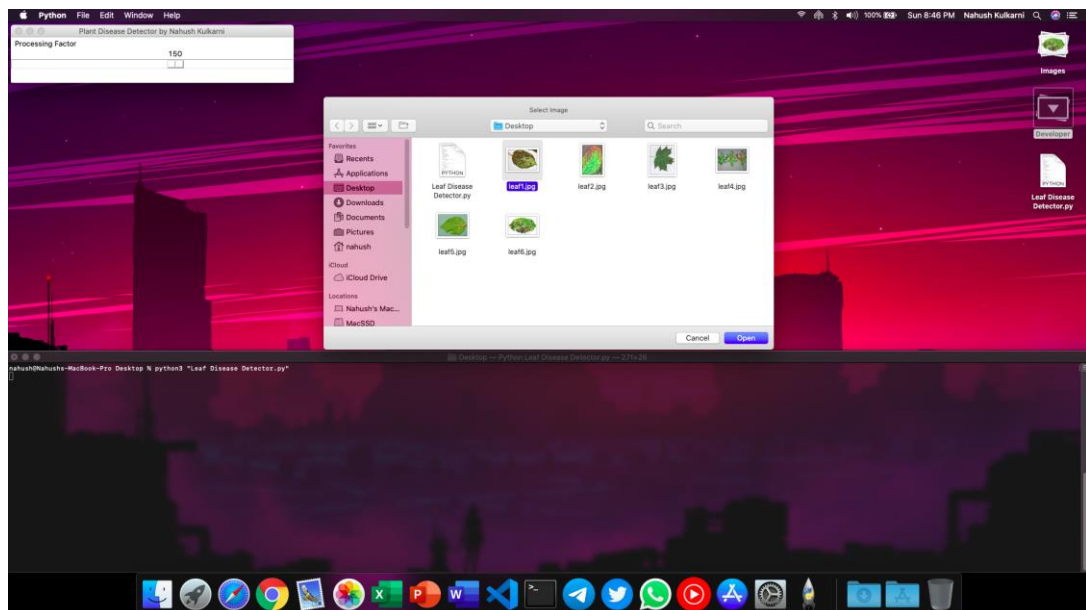 Python File Edit Window Help
100% Sun 8:46 PM Nahush Kulkarni
Plant Disease Detector by Nahush Kulkarni
Processing Factor
150
Images
Developer
PYTHON
Leaf Disease
Detector.py
Select Image
Desktop
Search
Favorites
Recents
Applications
Desktop
Downloads
Documents
Pictures
nahush
iCloud
iCloud Drive
Locations
Nahush's Mac...
MacSSD
PYTHON
Leaf Disease
Detector.py
leaf1.jpg
leaf2.jpg
leaf3.jpg
leaf4.jpg
leaf5.jpg
leaf6.jpg
Cancel Open
Desktop — Python Leaf Disease Detector.py — 271×26
nahush@Nahushs-MacBook-Pro Desktop % python3 "Leaf Disease Detector.py"
X P W